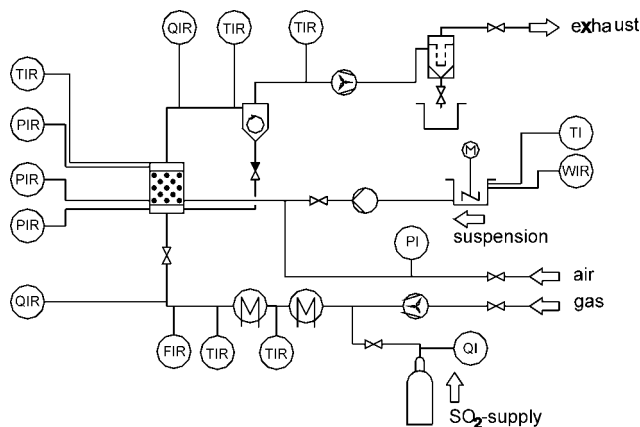 exhaust
QIR
TIR
TIR
TIR
PIR
M
TI
PIR
WIR
PIR
suspension
PI
air
QIR
gas
M
M
FIR
TIR
TIR
QI
SO2-supply